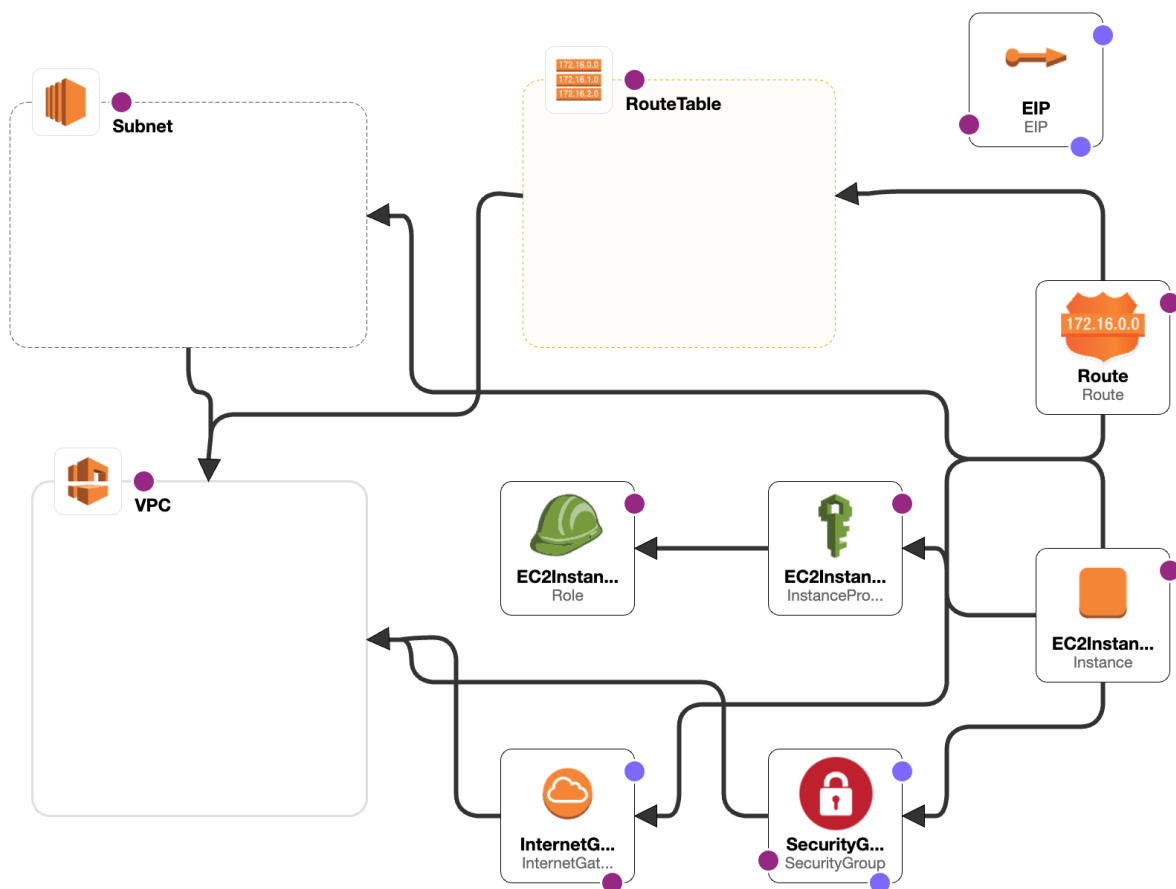 172.16.0.0
172.16.1.0
172.16.2.0
Subnet
RouteTable
EIP
EIP
172.16.0.0
Route
Route
VPC
EC2Instan...
Role
EC2Instan...
InstancePro...
EC2Instan...
Instance
InternetG...
InternetGat...
SecurityG...
SecurityGroup